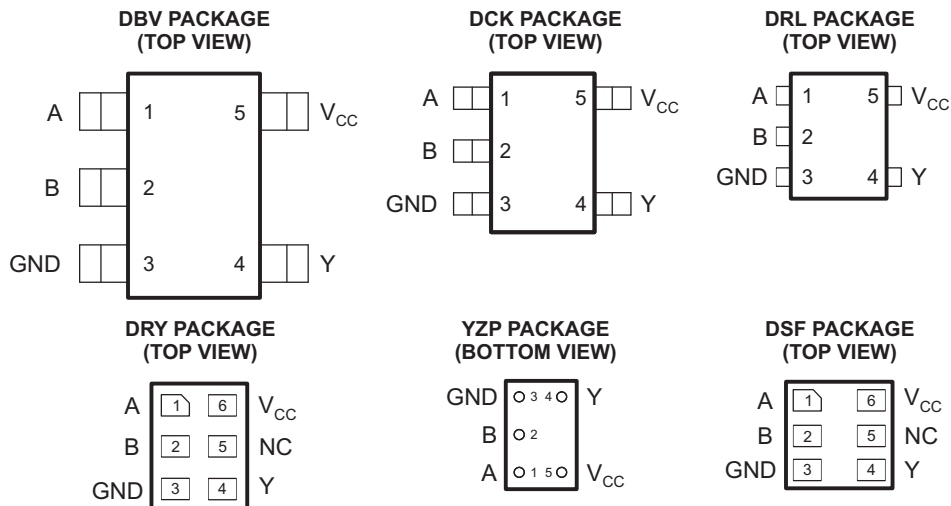 DBV PACKAGE
(TOP VIEW)
A 1 5 VCC
B 2
GND 3 4 Y
DCK PACKAGE
(TOP VIEW)
A 1 5 VCC
B 2
GND 3 4 Y
DRL PACKAGE
(TOP VIEW)
A 1 5 VCC
B 2
GND 3 4 Y
DRY PACKAGE
(TOP VIEW)
A 1 6 VCC
B 2 5 NC
GND 3 4 Y
YZP PACKAGE
(BOTTOM VIEW)
GND 3 4 Y
B 2
A 1 5 VCC
DSF PACKAGE
(TOP VIEW)
A 1 6 VCC
B 2 5 NC
GND 3 4 Y